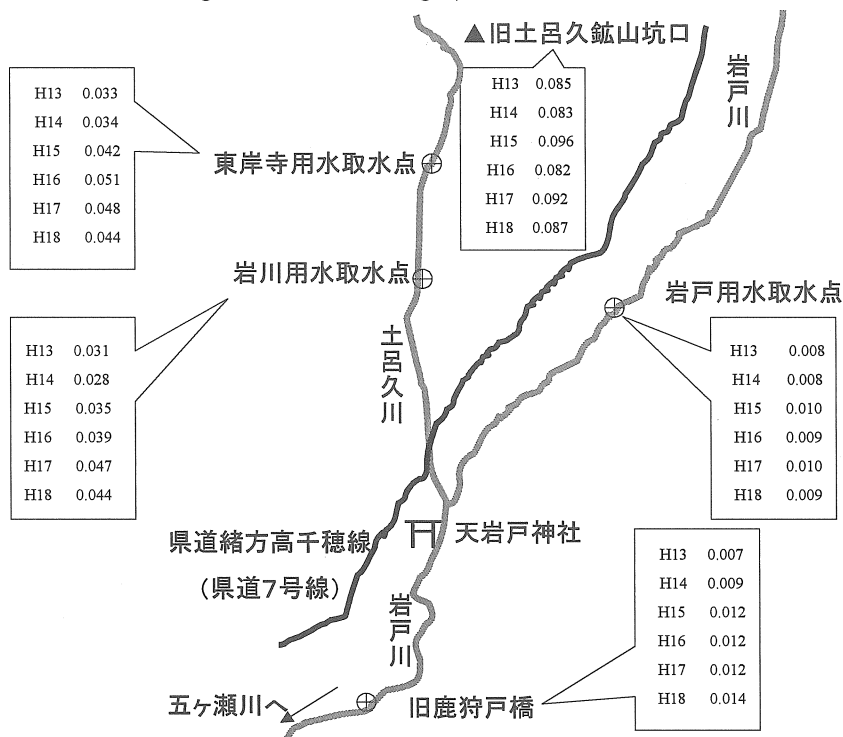 ▲旧土呂久鉱山坑口
H13 0.085
H14 0.083
H15 0.096
H16 0.082
H17 0.092
H18 0.087
岩戸川
H13 0.033
H14 0.034
H15 0.042
H16 0.051
H17 0.048
H18 0.044
東岸寺用水取水点
岩川用水取水点
H13 0.031
H14 0.028
H15 0.035
H16 0.039
H17 0.047
H18 0.044
土呂久川
岩戸用水取水点
H13 0.008
H14 0.008
H15 0.010
H16 0.009
H17 0.010
H18 0.009
県道緒方高千穂線
(県道7号線)
天岩戸神社
岩戸川
H13 0.007
H14 0.009
H15 0.012
H16 0.012
H17 0.012
H18 0.014
五ヶ瀬川へ
旧鹿狩戸橋